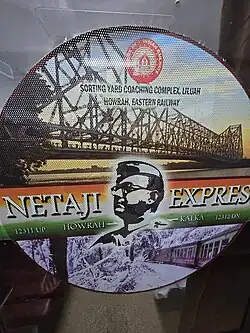 SORTING YARD COACHING COMPLEX, LILUAH
HOWRAH, EASTERN RAILWAY
NETAJI EXPRES
12311 UP HOWRAH KALKA 12312 DN